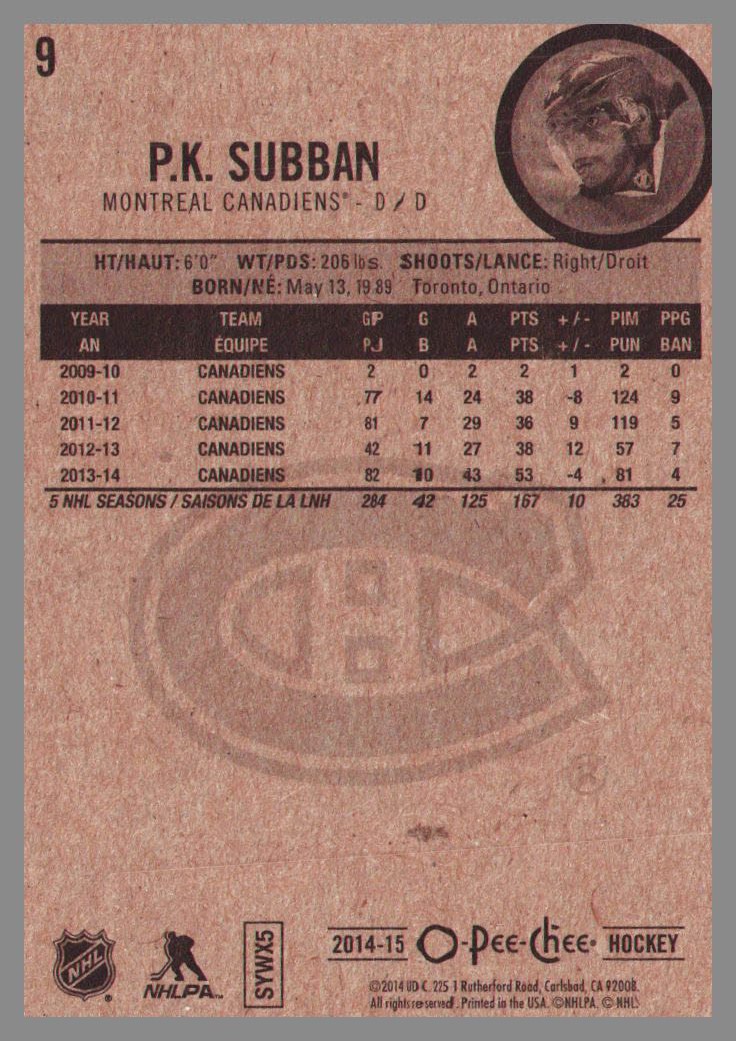 9
P.K. SUBBAN
MONTREAL CANADIENS® - D / D
HT/HAUT: 6'0" WT/PDS: 206 lbs. SHOOTS/LANCE: Right/Droit
BORN/NÉ: May 13, 1989 Toronto, Ontario
YEAR TEAM GP G A PTS +/- PIM PPG
AN ÉQUIPE PJ B A PTS +/- PUN BAN
2009-10 CANADIENS 2 0 2 2 1 2 0
2010-11 CANADIENS 77 14 24 38 -8 124 9
2011-12 CANADIENS 81 7 29 36 9 119 5
2012-13 CANADIENS 42 11 27 38 12 57 7
2013-14 CANADIENS 82 10 43 53 -4 81 4
5 NHL SEASONS / SAISONS DE LA LNH 284 42 125 167 10 383 25
®
NHL®
NHLPA™
SYWX5
2014-15 O-Pee-Chee® HOCKEY
©2014 UD C. 2251 Rutherford Road, Carlsbad, CA 92008.
All rights reserved. Printed in the USA. ©NHLPA. © NHL.